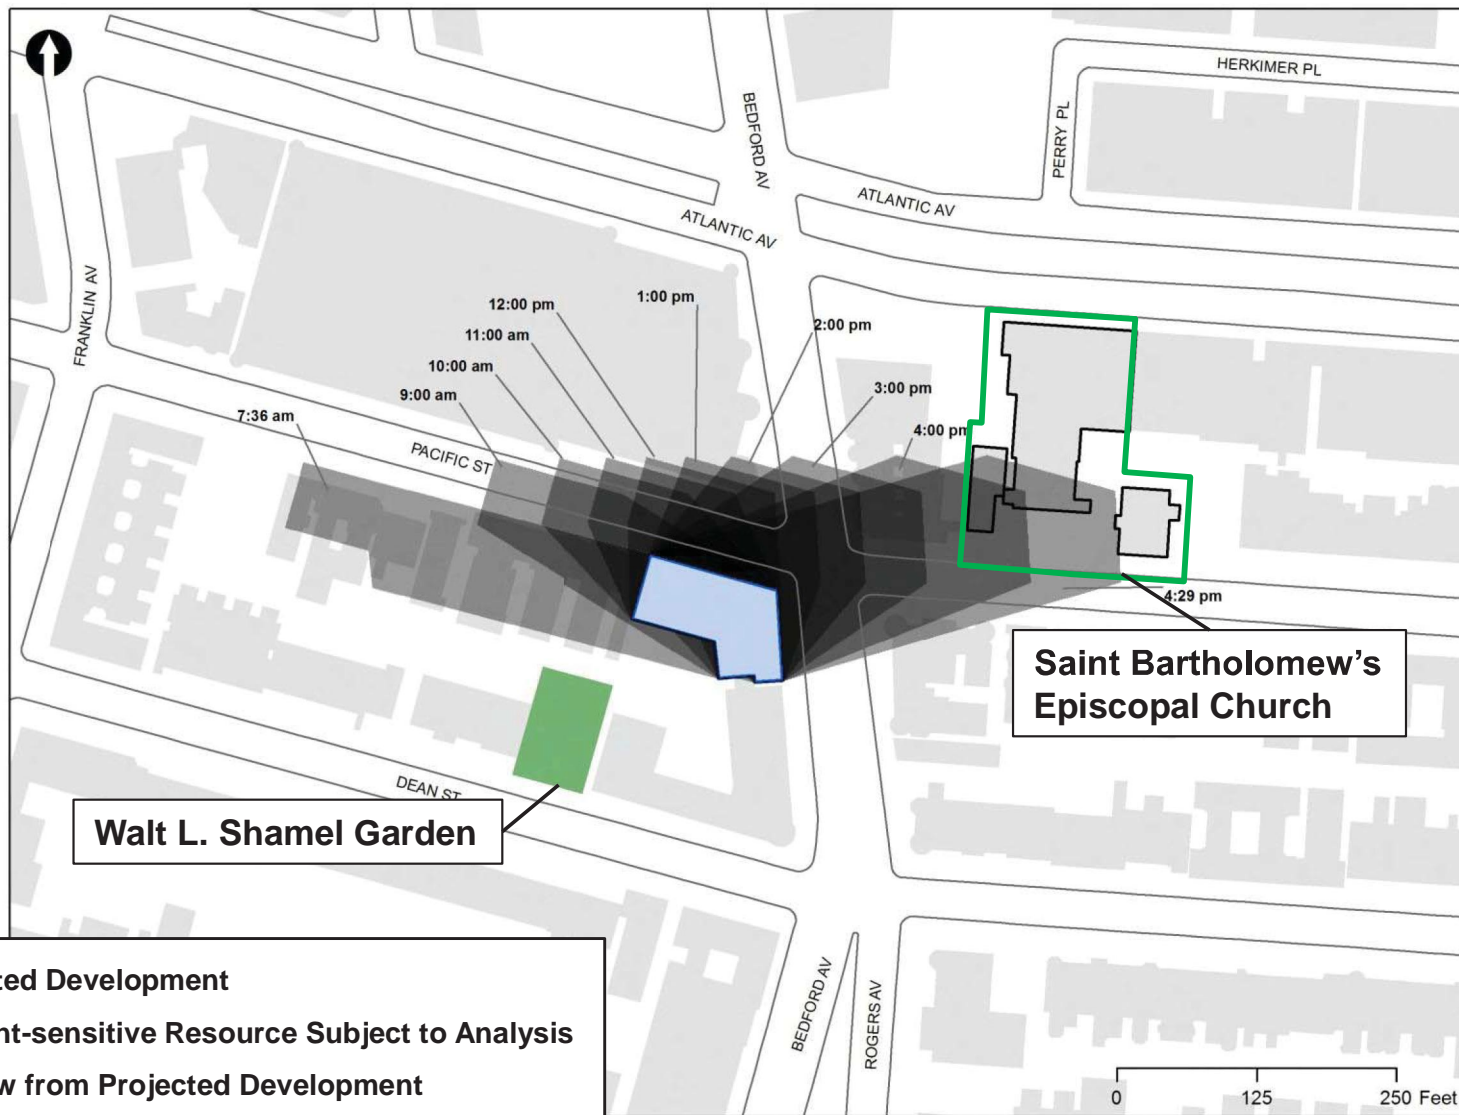 HERKIMER PL
PERRY PL
BEDFORD AV
ATLANTIC AV
ATLANTIC AV
FRANKLIN AV
1:00 pm
12:00 pm
2:00 pm
11:00 am
10:00 am
3:00 pm
9:00 am
7:36 am
4:00 pm
PACIFIC ST
4:29 pm
Saint Bartholomew's
Episcopal Church
DEAN ST
Walt L. Shamel Garden
BEDFORD AV
ROGERS AV
ted Development
nt-sensitive Resource Subject to Analysis
w from Projected Development
0 125 250 Feet